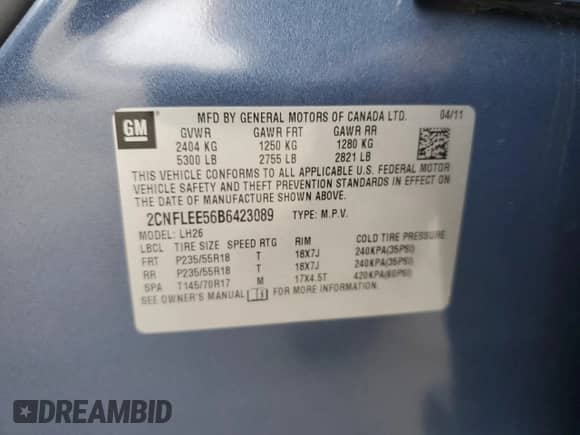 GM
MFD BY GENERAL MOTORS OF CANADA LTD. 04/11
GVWR GAWR FRT GAWR RR
2404 KG 1250 KG 1280 KG
5300 LB 2755 LB 2821 LB
THIS VEHICLE CONFORMS TO ALL APPLICABLE U.S. FEDERAL MOTOR
VEHICLE SAFETY AND THEFT PREVENTION STANDARDS IN EFFECT ON
THE DATE OF MANUFACTURE SHOWN ABOVE.
2CNFLEE56B6423089 TYPE: M.P.V.
MODEL: LH26
LBCL TIRE SIZE SPEED RTG RIM COLD TIRE PRESSURE
FRT P235/55R18 T 18X7J 240KPA(35PSI)
RR P235/55R18 T 18X7J 240KPA(35PSI)
SPA T145/70R17 M 17X4.5T 420KPA(60PSI)
SEE OWNER'S MANUAL FOR MORE INFORMATION.
DREAMBID